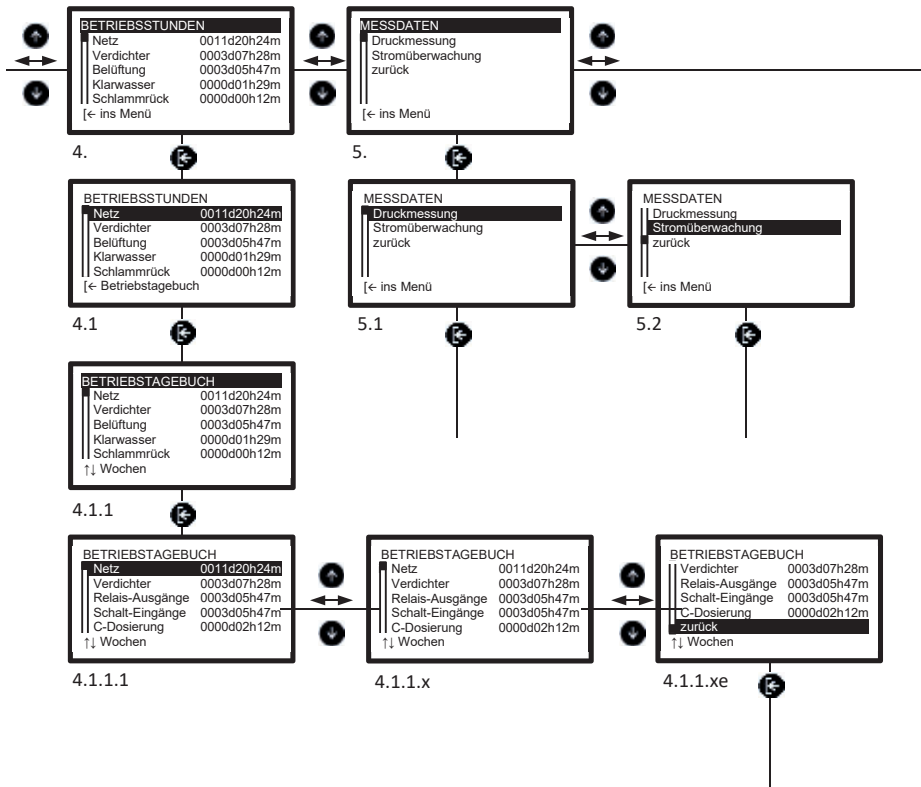 BETRIEBSSTUNDEN
Netz 0011d20h24m
Verdichter 0003d07h28m
Belüftung 0003d05h47m
Klarwasser 0000d01h29m
Schlammrück 0000d00h12m
[← ins Menü
4.
MESSDATEN
Druckmessung
Stromüberwachung
zurück
[← ins Menü
5.
BETRIEBSSTUNDEN
Netz 0011d20h24m
Verdichter 0003d07h28m
Belüftung 0003d05h47m
Klarwasser 0000d01h29m
Schlammrück 0000d00h12m
[← Betriebstagebuch
4.1
MESSDATEN
Druckmessung
Stromüberwachung
zurück
[← ins Menü
5.1
MESSDATEN
Druckmessung
Stromüberwachung
zurück
[← ins Menü
5.2
BETRIEBSTAGEBUCH
Netz 0011d20h24m
Verdichter 0003d07h28m
Belüftung 0003d05h47m
Klarwasser 0000d01h29m
Schlammrück 0000d00h12m
↑↓ Wochen
4.1.1
BETRIEBSTAGEBUCH
Netz 0011d20h24m
Verdichter 0003d07h28m
Relais-Ausgänge 0003d05h47m
Schalt-Eingänge 0003d05h47m
C-Dosierung 0000d02h12m
↑↓ Wochen
4.1.1.1
BETRIEBSTAGEBUCH
Netz 0011d20h24m
Verdichter 0003d07h28m
Relais-Ausgänge 0003d05h47m
Schalt-Eingänge 0003d05h47m
C-Dosierung 0000d02h12m
↑↓ Wochen
4.1.1.x
BETRIEBSTAGEBUCH
Verdichter 0003d07h28m
Relais-Ausgänge 0003d05h47m
Schalt-Eingänge 0003d05h47m
C-Dosierung 0000d02h12m
zurück
↑↓ Wochen
4.1.1.xe